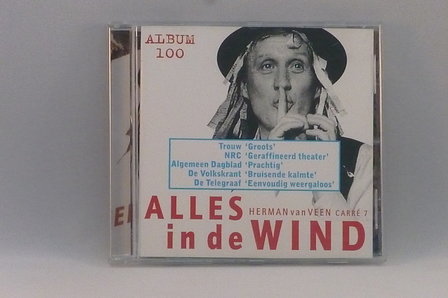 ALBUM
100
Trouw 'Groots'
NRC 'Geraffineerd theater'
Algemeen Dagblad 'Prachtig'
De Volkskrant 'Bruisende kalmte'
De Telegraaf 'Eenvoudig weergaloos'
ALLES HERMAN van VEEN CARRÉ 7
in de WIND